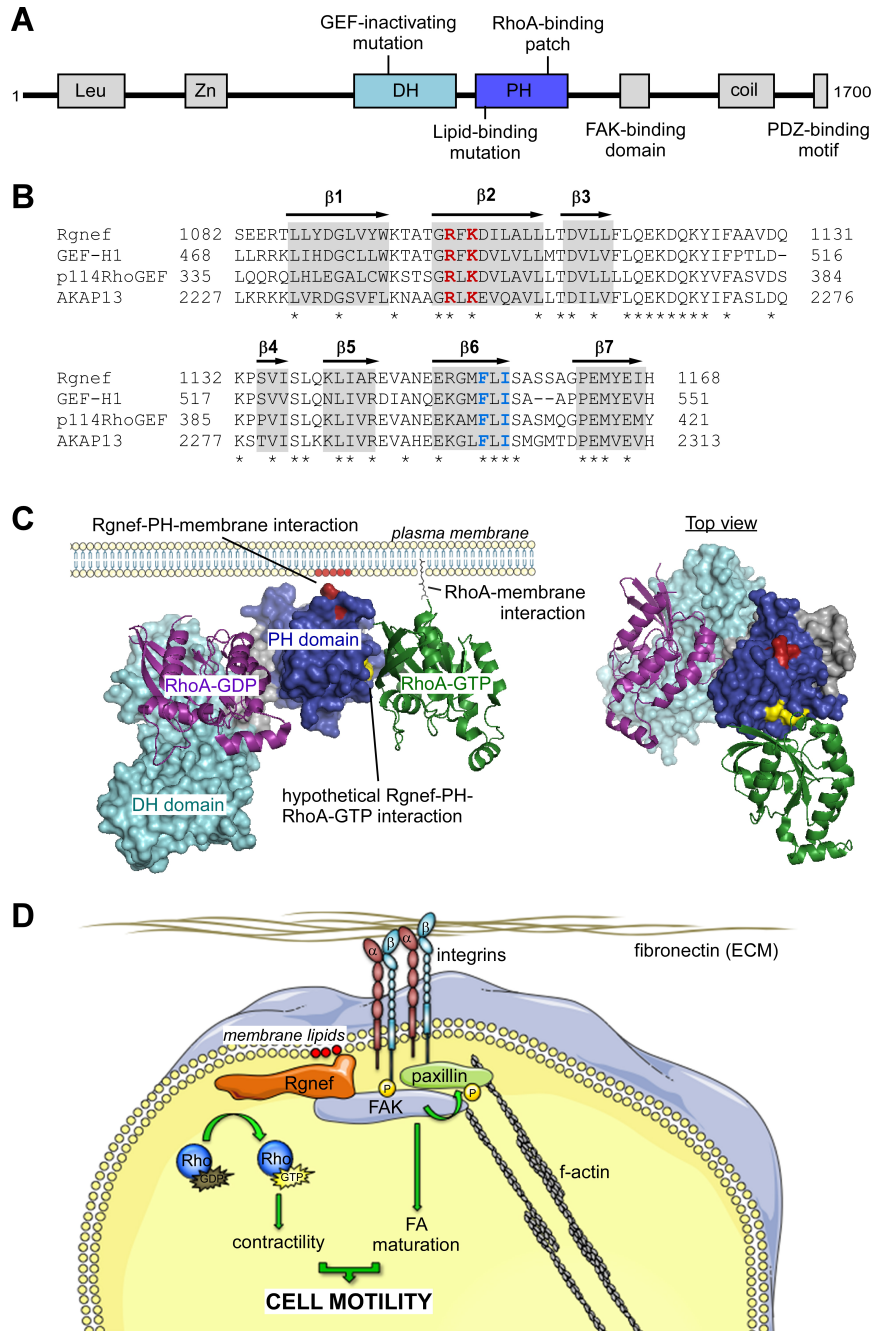 A
GEF-inactivating
mutation
RhoA-binding
patch
1 Leu Zn DH PH coil 1700
Lipid-binding
mutation
FAK-binding
domain
PDZ-binding
motif
B
β1 β2 β3
Rgnef 1082 SEERTLLYDGLVYWKTATGRFKDILALLLTDVLLFLQEKDQKYIFAAVDQ 1131
GEF-H1 468 LLRRKLIHDGCLLWKTATGRFKDVLVLLMTDVLVFLQEKDQKYIFPTLD- 516
p114RhoGEF 335 LQQRQLHLEGALCWKSTSGRLKDVLAVLLTDVLLLLQEKDQKYVFASVDS 384
AKAP13 2227 LKRKKLVRDGSVFLKNAAGRLKEVQAVLLTDILVFLQEKDQKYIFASLDQ 2276
* * * ** * * ** * ********* * *
β4 β5 β6 β7
Rgnef 1132 KPSVISLQKLIAREVANEERGMFLISASSAGPEMYEIH 1168
GEF-H1 517 KPSVVSLQNLIVRDIANQEKGMFLISA--APPEMYEVH 551
p114RhoGEF 385 KPPVISLQKLIVREVANEEKAMFLISASMQGPEMYEMY 421
AKAP13 2277 KSTVISLKKLIVREVAHEEKGLFLISMGMTDPEMVEVH 2313
* * ** ** * * * **** *** *
C
Rgnef-PH-membrane interaction
plasma membrane
Top view
RhoA-membrane
interaction
PH domain
RhoA-GDP
RhoA-GTP
DH domain
hypothetical Rgnef-PH-
RhoA-GTP interaction
D
α β α β
integrins
fibronectin (ECM)
membrane lipids
Rgnef
paxillin
P
P
FAK
Rho
GDP
Rho
GTP
f-actin
contractility
FA
maturation
CELL MOTILITY